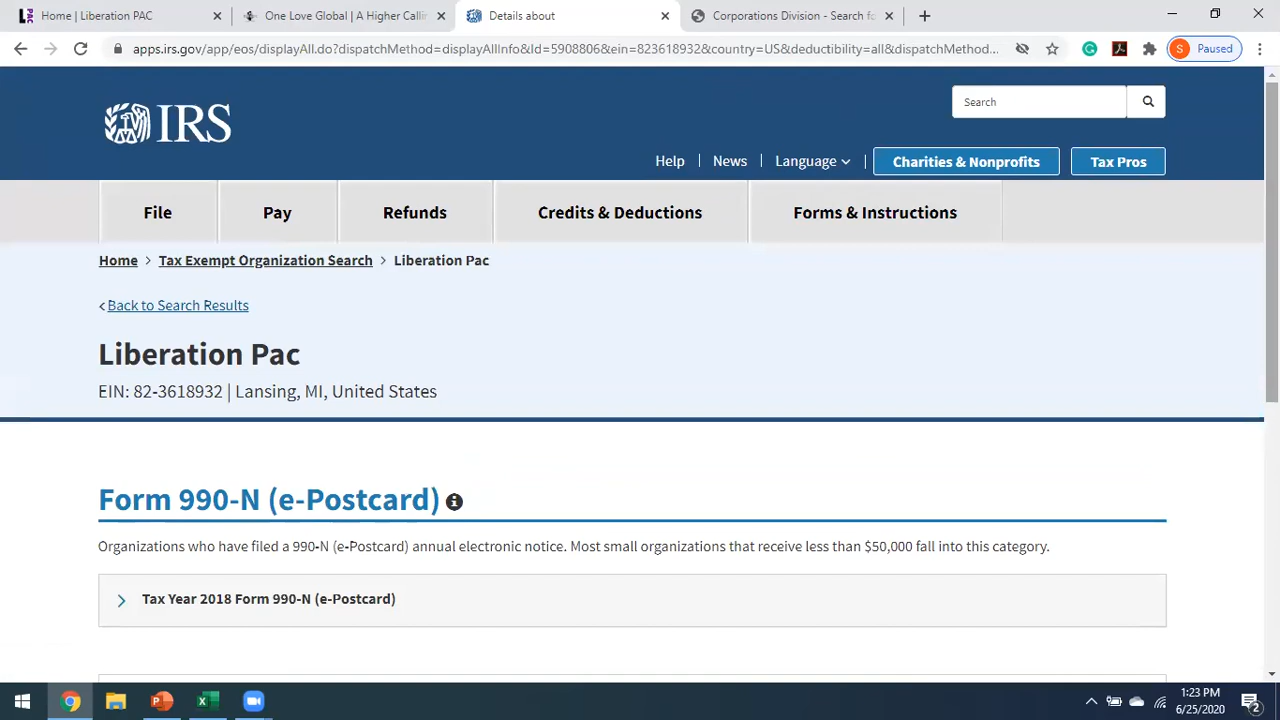 Home | Liberation PAC
One Love Global | A Higher Calli
Details about
Corporations Division - Search fo
apps.irs.gov/app/eos/displayAll.do?dispatchMethod=displayAllInfo&Id=5908806&ein=823618932&country=US&deductibility=all&dispatchMethod...
S Paused
IRS
Search
Help
News
Language
Charities & Nonprofits
Tax Pros
File
Pay
Refunds
Credits & Deductions
Forms & Instructions
Home > Tax Exempt Organization Search > Liberation Pac
< Back to Search Results
Liberation Pac
EIN: 82-3618932 | Lansing, MI, United States
Form 990-N (e-Postcard)
Organizations who have filed a 990-N (e-Postcard) annual electronic notice. Most small organizations that receive less than $50,000 fall into this category.
Tax Year 2018 Form 990-N (e-Postcard)
1:23 PM
6/25/2020
2